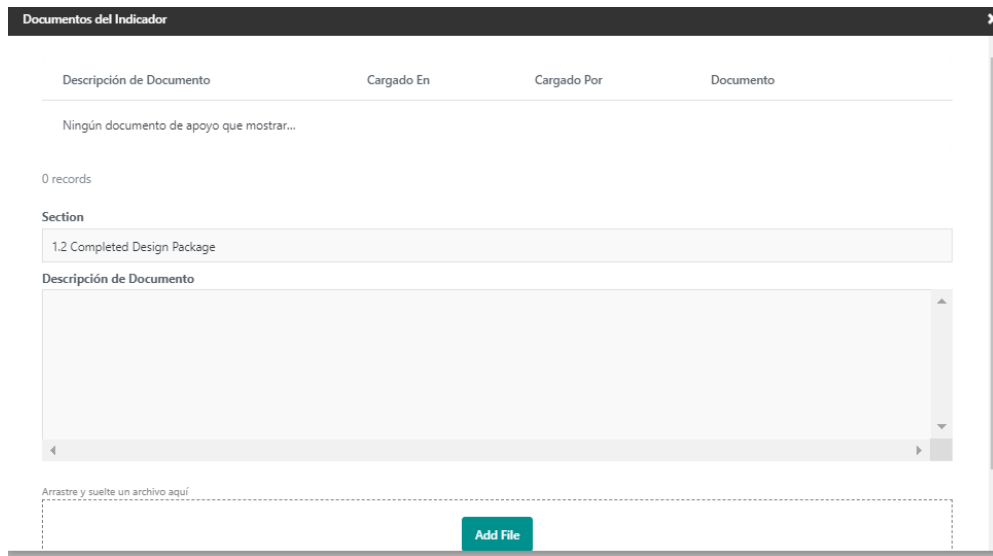 Documentos del Indicador
Descripción de Documento Cargado En Cargado Por Documento
Ningún documento de apoyo que mostrar...
0 records
Section
1.2 Completed Design Package
Descripción de Documento
Arrastre y suelte un archivo aquí
Add File